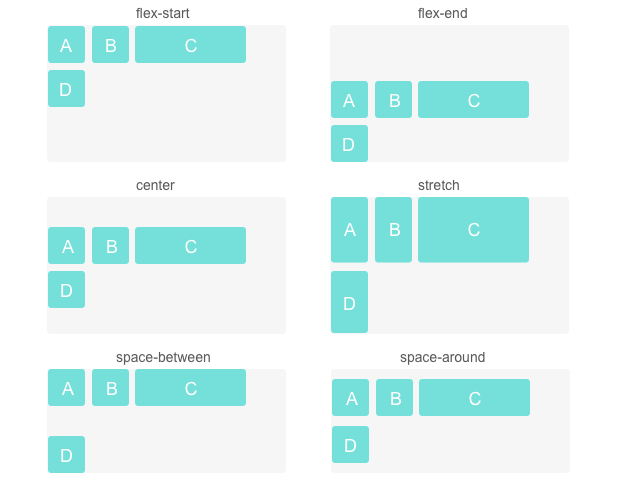 flex-start
A B C
D
flex-end
A B C
D
center
A B C
D
stretch
A B C
D
space-between
A B C
D
space-around
A B C
D